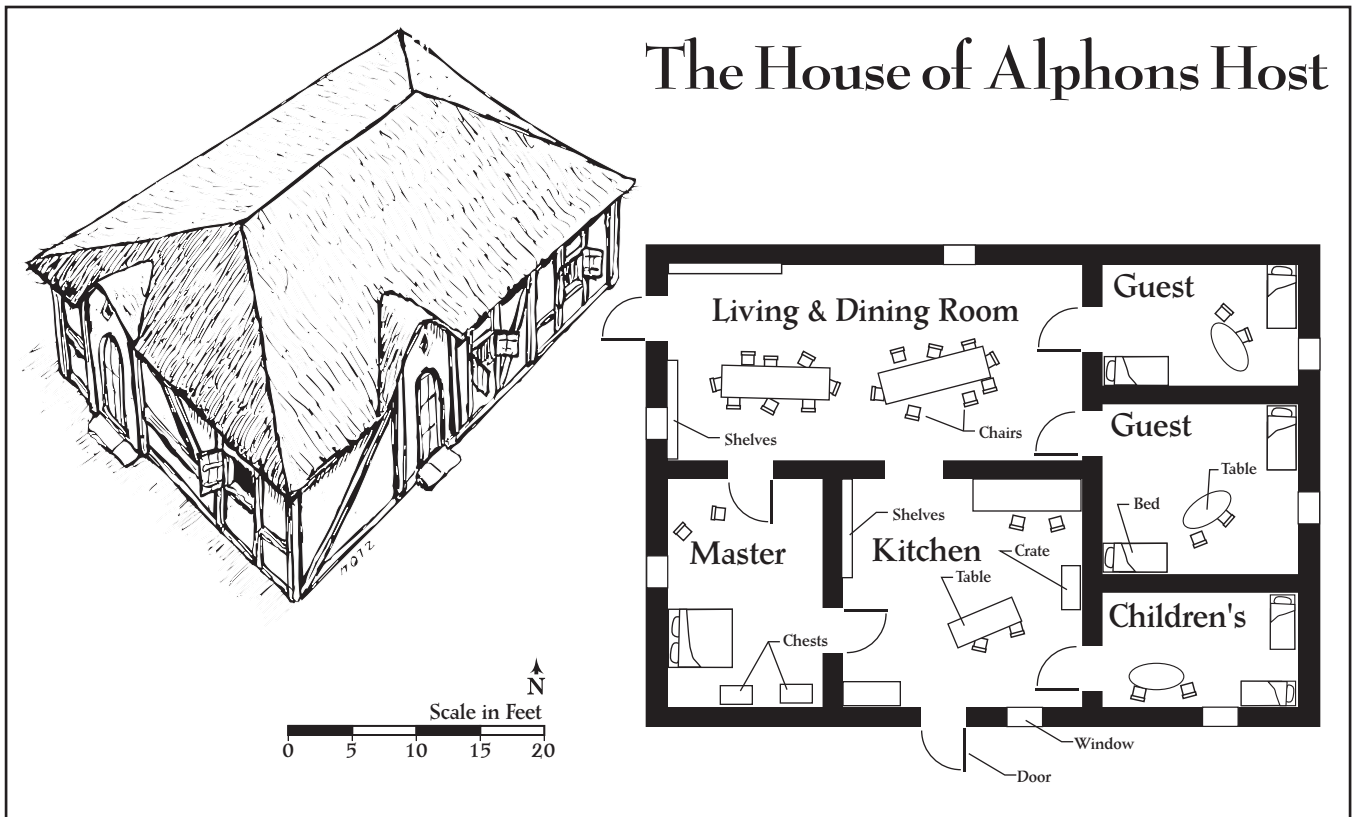 The House of Alphons Host
Living & Dining Room
Guest
Shelves
Chairs
Guest
Table
Bed
Master
Shelves
Kitchen
Crate
Table
Children's
Chests
Window
Door
MOTZ
N
Scale in Feet
0 5 10 15 20